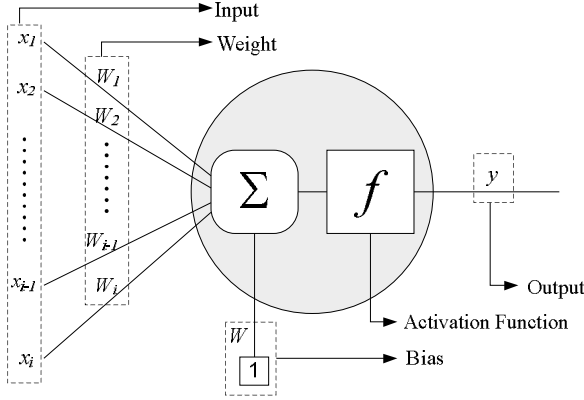 Input
Weight
x1
W1
x2
W2
Σ
f
y
Wi-1
xi-1
Wi
Output
Activation Function
W
xi
Bias
1